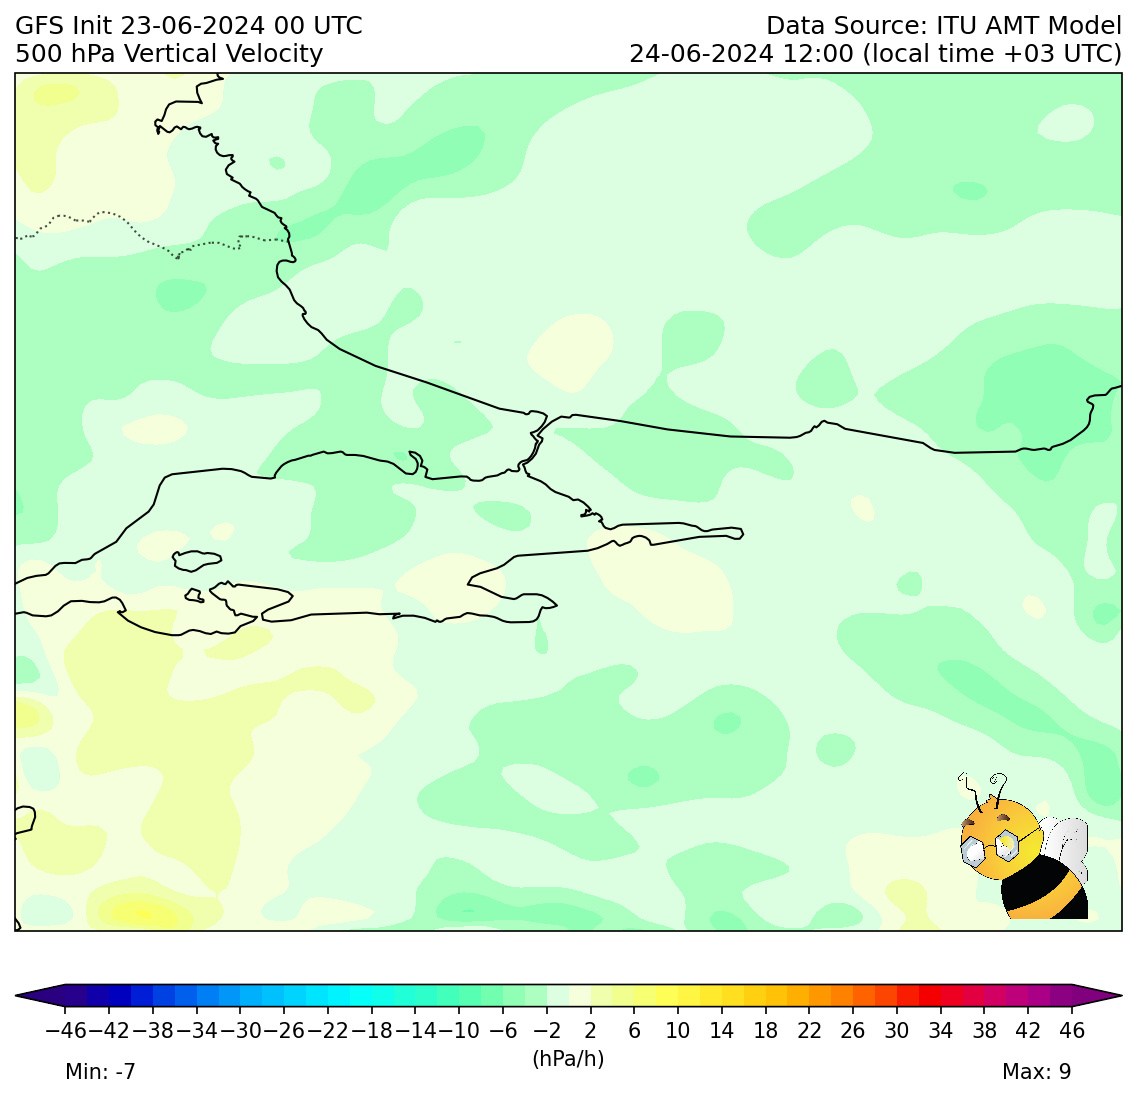 GFS Init 23-06-2024 00 UTC
Data Source: ITU AMT Model
500 hPa Vertical Velocity
24-06-2024 12:00 (local time +03 UTC)
−46 −42 −38 −34 −30 −26 −22 −18 −14 −10 −6 −2 2 6 10 14 18 22 26 30 34 38 42 46
(hPa/h)
Min: -7
Max: 9